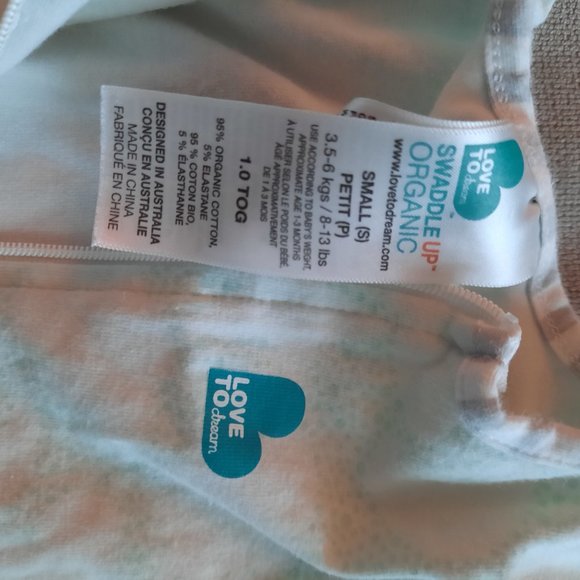 LOVE
TO dream
SWADDLE UP™
ORGANIC
www.lovetodream.com
SMALL (S)
PETIT (P)
3.5-6 kgs / 8-13 lbs
USE ACCORDING TO BABY'S WEIGHT,
APPROXIMATE AGE 1-3 MONTHS
À UTILISER SELON LE POIDS DU BÉBÉ,
ÂGE APPROXIMATIVEMENT
DE 1 À 3 MOIS
1.0 TOG
95% ORGANIC COTTON,
5% ELASTANE
95 % COTON BIO,
5 % ÉLASTHANNE
DESIGNED IN AUSTRALIA
CONÇU EN AUSTRALIE
MADE IN CHINA
FABRIQUÉ EN CHINE
LOVE
TO dream